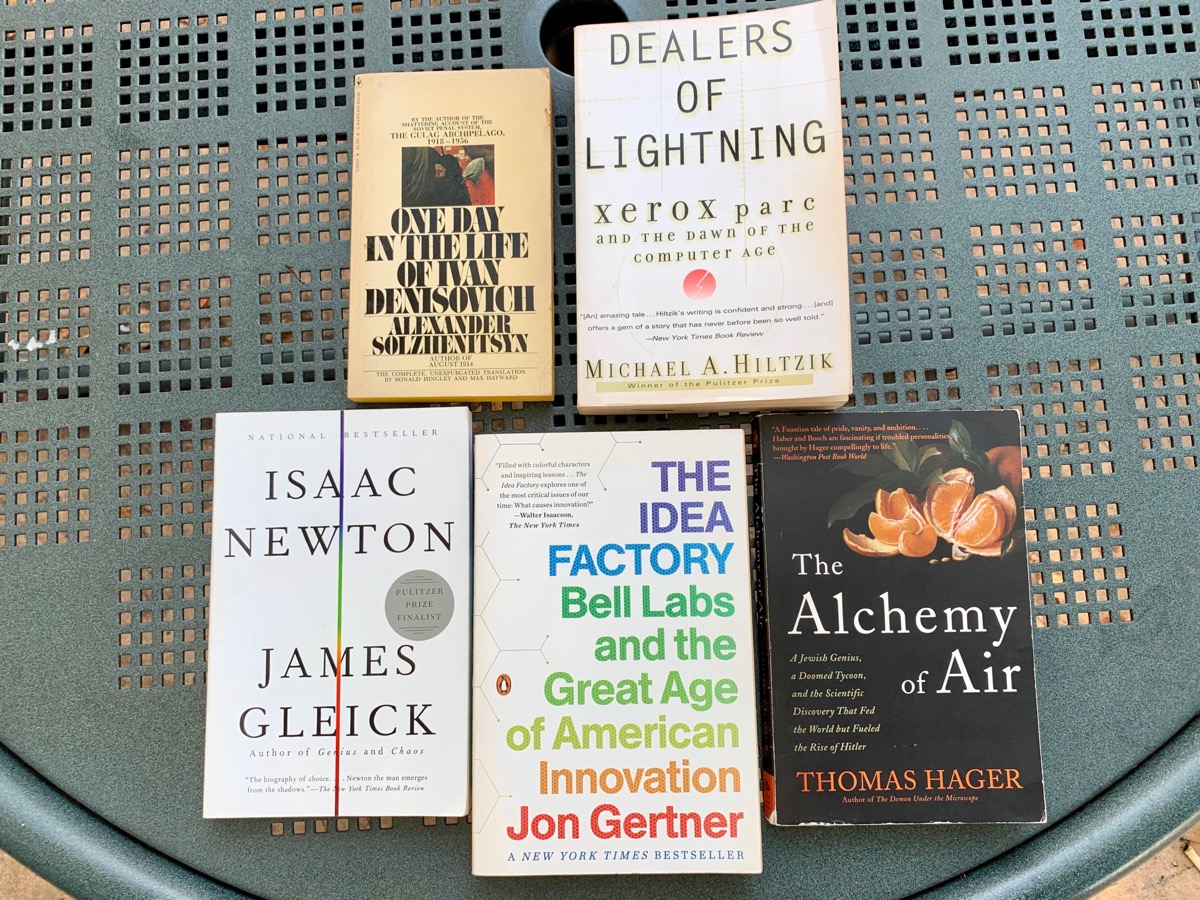 BY THE AUTHOR OF THE
SHATTERING ACCOUNT OF THE
SOVIET PENAL SYSTEM,
THE GULAG ARCHIPELAGO,
1918–1956
ONE DAY
IN THE LIFE
OF IVAN
DENISOVICH
ALEXANDER
SOLZHENITSYN
AUTHOR OF
AUGUST 1914
THE COMPLETE, UNEXPURGATED TRANSLATION
BY RONALD HINGLEY AND MAX HAYWARD
DEALERS
OF
LIGHTNING
xerox parc
AND THE DAWN OF THE
COMPUTER AGE
"[An] amazing tale . . . Hiltzik's writing is confident and strong . . . [and]
offers a gem of a story that has never before been so well told."
—New York Times Book Review
MICHAEL A. HILTZIK
Winner of the Pulitzer Prize
NATIONAL BESTSELLER
ISAAC
NEWTON
PULITZER
PRIZE
FINALIST
JAMES
GLEICK
Author of Genius and Chaos
"The biography of choice. . . . Newton the man emerges
from the shadows." —The New York Times Book Review
"Filled with colorful characters
and inspiring lessons . . . The
Idea Factory explores one of
the most critical issues of our
time: What causes innovation?"
—Walter Isaacson,
The New York Times
THE
IDEA
FACTORY
Bell Labs
and the
Great Age
of American
Innovation
Jon Gertner
A NEW YORK TIMES BESTSELLER
"A Faustian tale of pride, vanity, and ambition. . . .
Haber and Bosch are fascinating if troubled personalities
brought by Hager compellingly to life."
—Washington Post Book World
The
Alchemy
of Air
A Jewish Genius,
a Doomed Tycoon,
and the Scientific
Discovery That Fed
the World but Fueled
the Rise of Hitler
THOMAS HAGER
Author of The Demon Under the Microscope